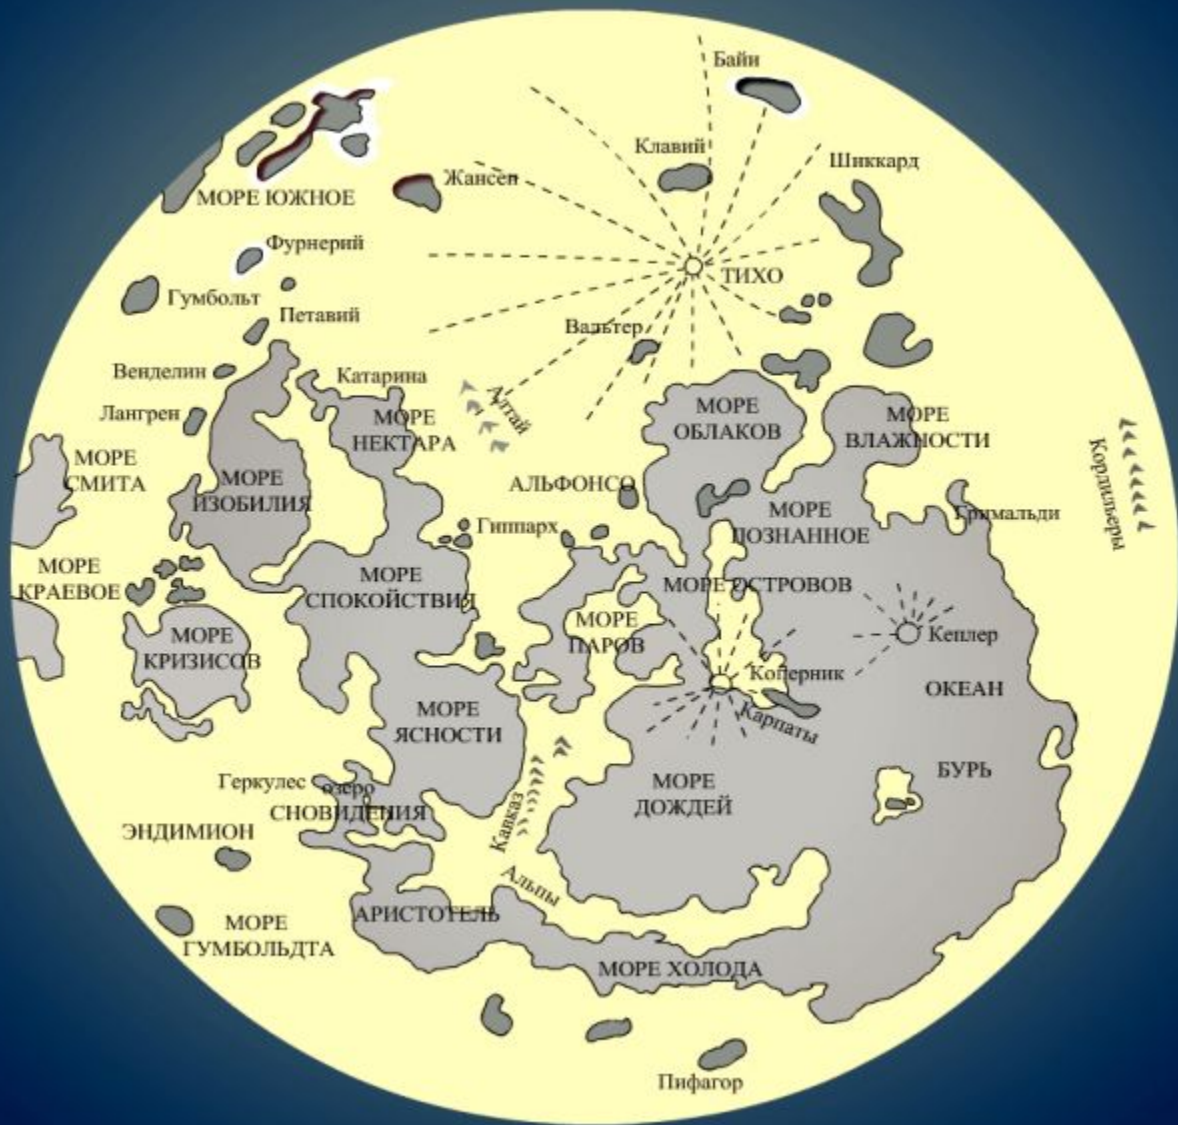 Байи
Клавий
Шиккард
Жансен
МОРЕ ЮЖНОЕ
Фурнерий
ТИХО
Гумбольт
Петавий
Вальтер
Венделин
Катарина
Алтай
Лангрен
МОРЕ
НЕКТАРА
МОРЕ
ОБЛАКОВ
МОРЕ
ВЛАЖНОСТИ
Кордильеры
МОРЕ
СМИТА
МОРЕ
ИЗОБИЛИЯ
АЛЬФОНСО
МОРЕ
ПОЗНАННОЕ
Гримальди
Гиппарх
МОРЕ
КРАЕВОЕ
МОРЕ
СПОКОЙСТВИЯ
МОРЕ ОСТРОВОВ
МОРЕ
КРИЗИСОВ
МОРЕ
ПАРОВ
Кеплер
Коперник
Карпаты
ОКЕАН
БУРЬ
МОРЕ
ЯСНОСТИ
МОРЕ
ДОЖДЕЙ
Геркулес
озеро
СНОВИДЕНИЯ
Кавказ
ЭНДИМИОН
Альпы
АРИСТОТЕЛЬ
МОРЕ
ГУМБОЛЬДТА
МОРЕ ХОЛОДА
Пифагор